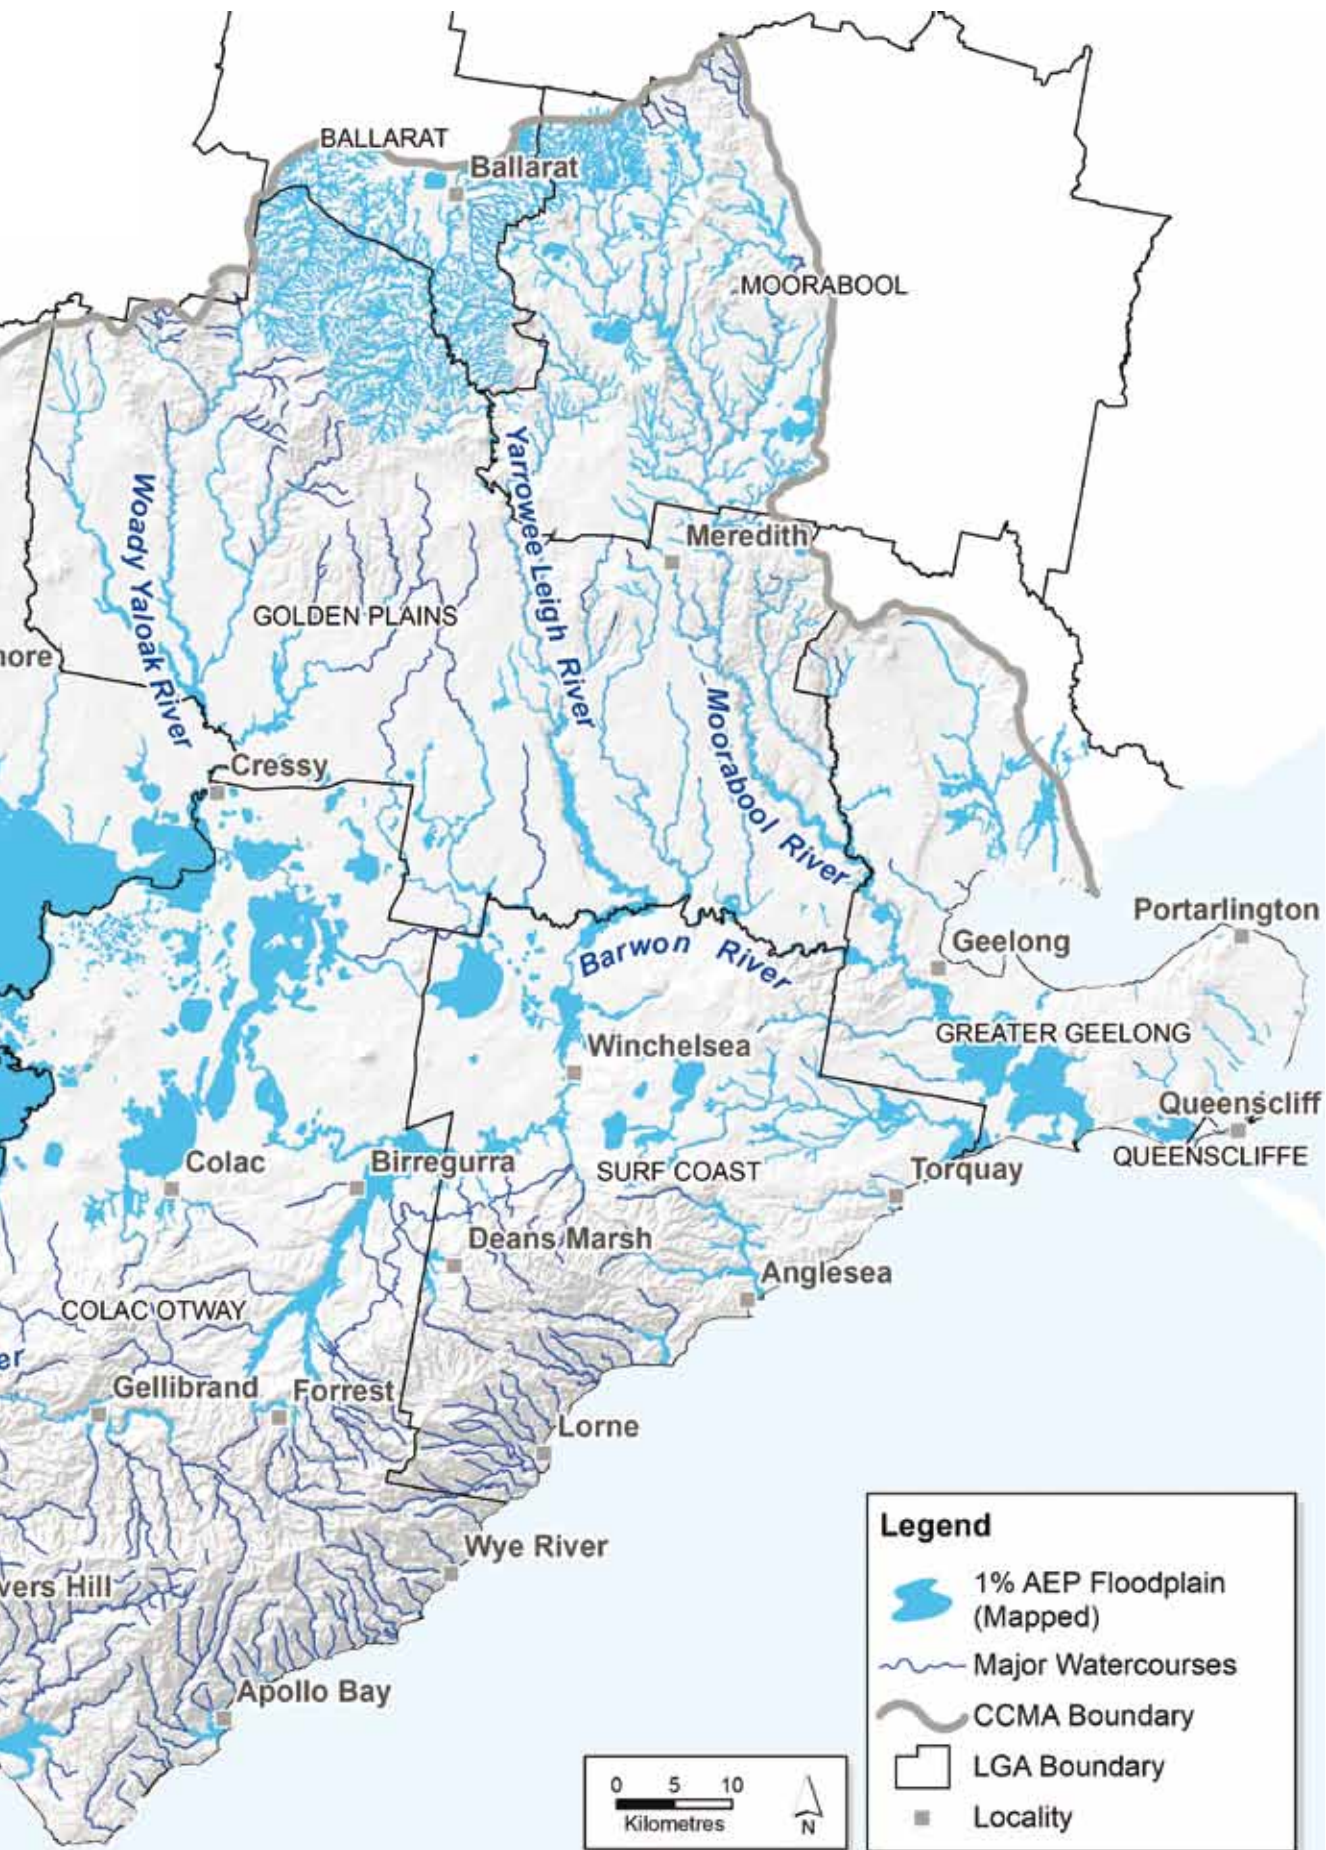 BALLARAT
Ballarat
MOORABOOL
Yarrowee Leigh River
Woady Yaloak River
Meredith
GOLDEN PLAINS
Moorabool River
Cressy
Portarlington
Geelong
Barwon River
GREATER GEELONG
Winchelsea
Queenscliff
QUEENSCLIFFE
Colac
Birregurra
SURF COAST
Torquay
Deans Marsh
Anglesea
COLAC OTWAY
Gellibrand
Forrest
Lorne
Wye River
vers Hill
Apollo Bay
Legend
1% AEP Floodplain
(Mapped)
Major Watercourses
CCMA Boundary
LGA Boundary
Locality
0 5 10
Kilometres
N